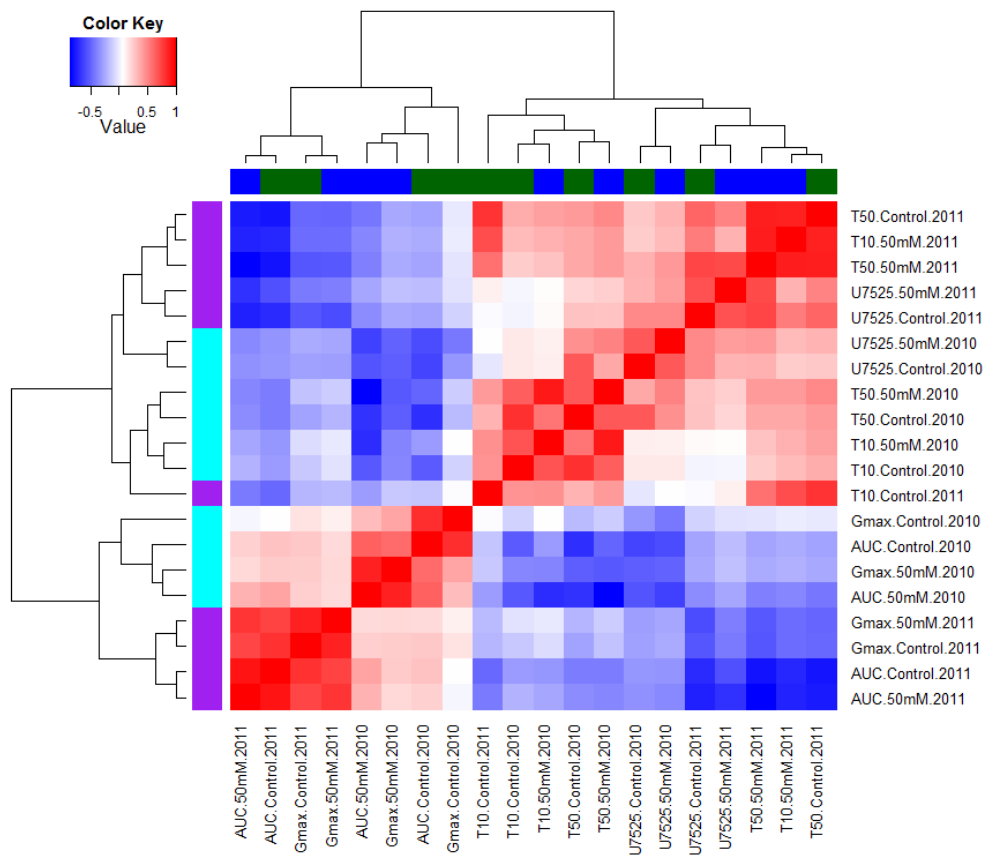 Color Key
-0.5 0.5 1
Value
T50.Control.2011
T10.50mM.2011
T50.50mM.2011
U7525.50mM.2011
U7525.Control.2011
U7525.50mM.2010
U7525.Control.2010
T50.50mM.2010
T50.Control.2010
T10.50mM.2010
T10.Control.2010
T10.Control.2011
Gmax.Control.2010
AUC.Control.2010
Gmax.50mM.2010
AUC.50mM.2010
Gmax.50mM.2011
Gmax.Control.2011
AUC.Control.2011
AUC.50mM.2011
AUC.50mM.2011
AUC.Control.2011
Gmax.Control.2011
Gmax.50mM.2011
AUC.50mM.2010
Gmax.50mM.2010
AUC.Control.2010
Gmax.Control.2010
T10.Control.2011
T10.Control.2010
T10.50mM.2010
T50.Control.2010
T50.50mM.2010
U7525.Control.2010
U7525.50mM.2010
U7525.Control.2011
U7525.50mM.2011
T50.50mM.2011
T10.50mM.2011
T50.Control.2011